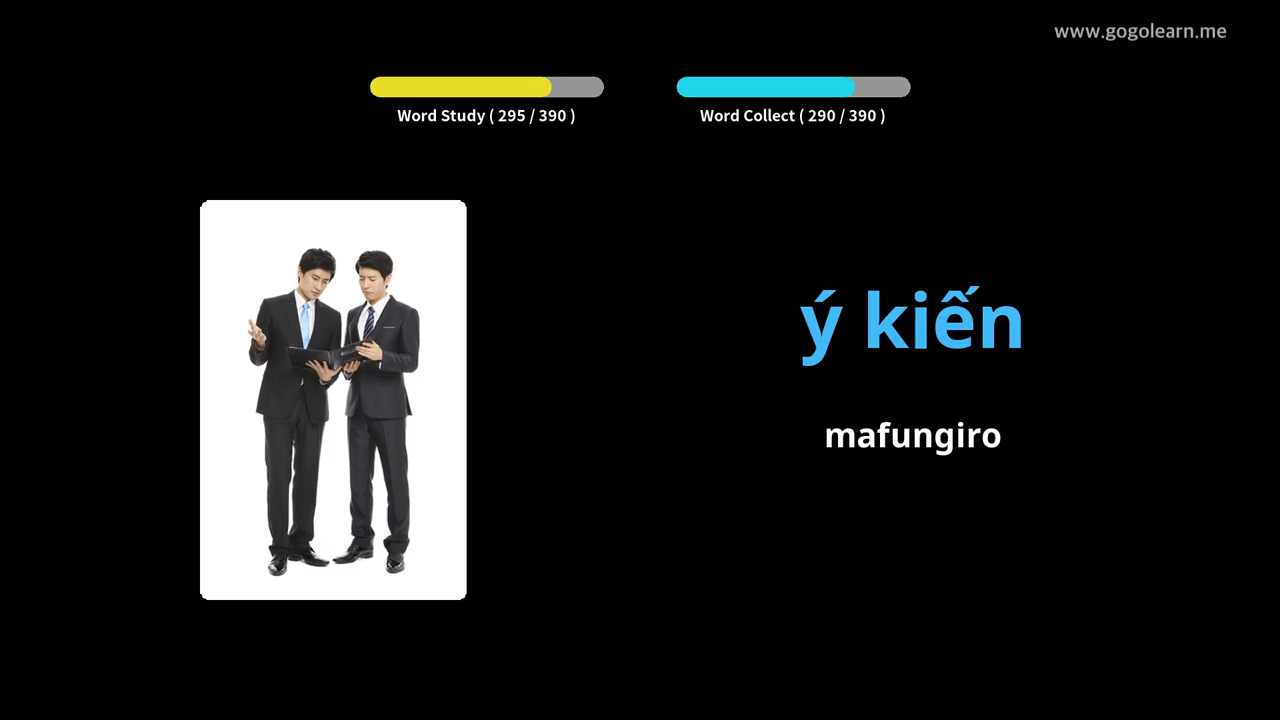 www.gogolearn.me
Word Study ( 295 / 390 )
Word Collect ( 290 / 390 )
ý kiến
mafungiro